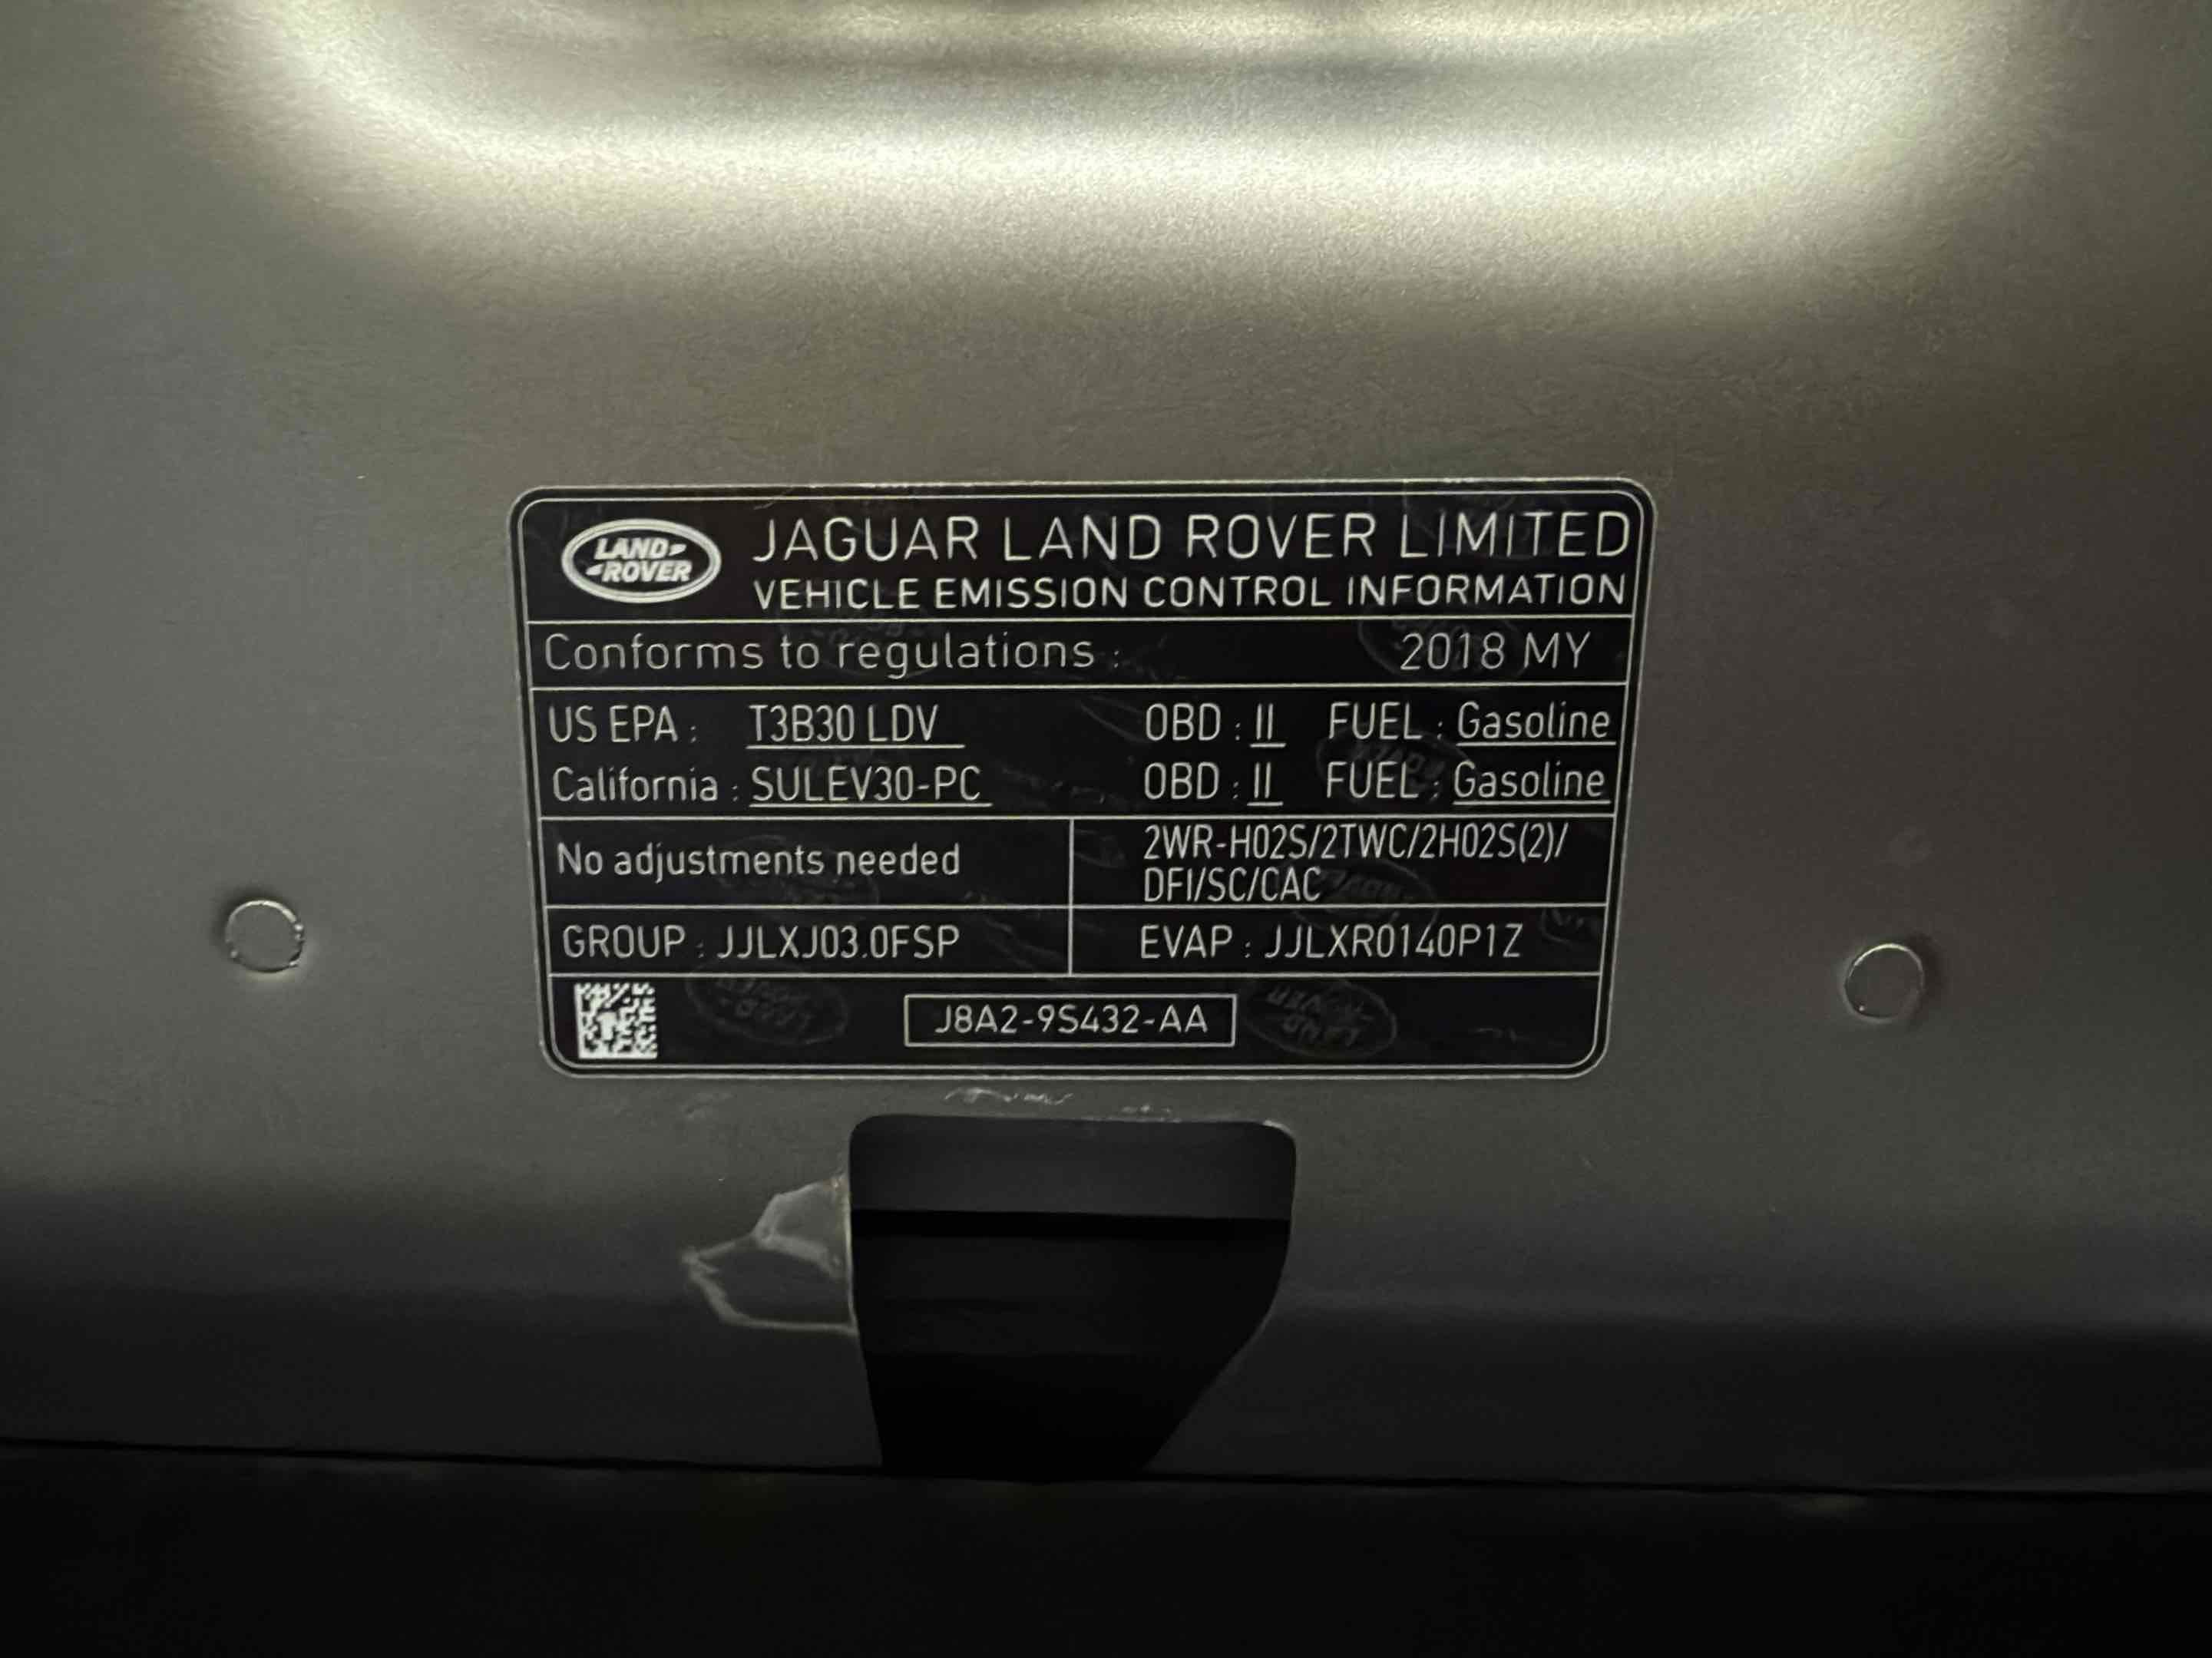 LAND-
-ROVER
JAGUAR LAND ROVER LIMITED
VEHICLE EMISSION CONTROL INFORMATION
Conforms to regulations : 2018 MY
US EPA : T3B30 LDV OBD : II FUEL : Gasoline
California : SULEV30-PC OBD : II FUEL : Gasoline
No adjustments needed
2WR-HO2S/2TWC/2HO2S(2)/
DFI/SC/CAC
GROUP : JJLXJ03.0FSP EVAP : JJLXR0140P1Z
J8A2-9S432-AA